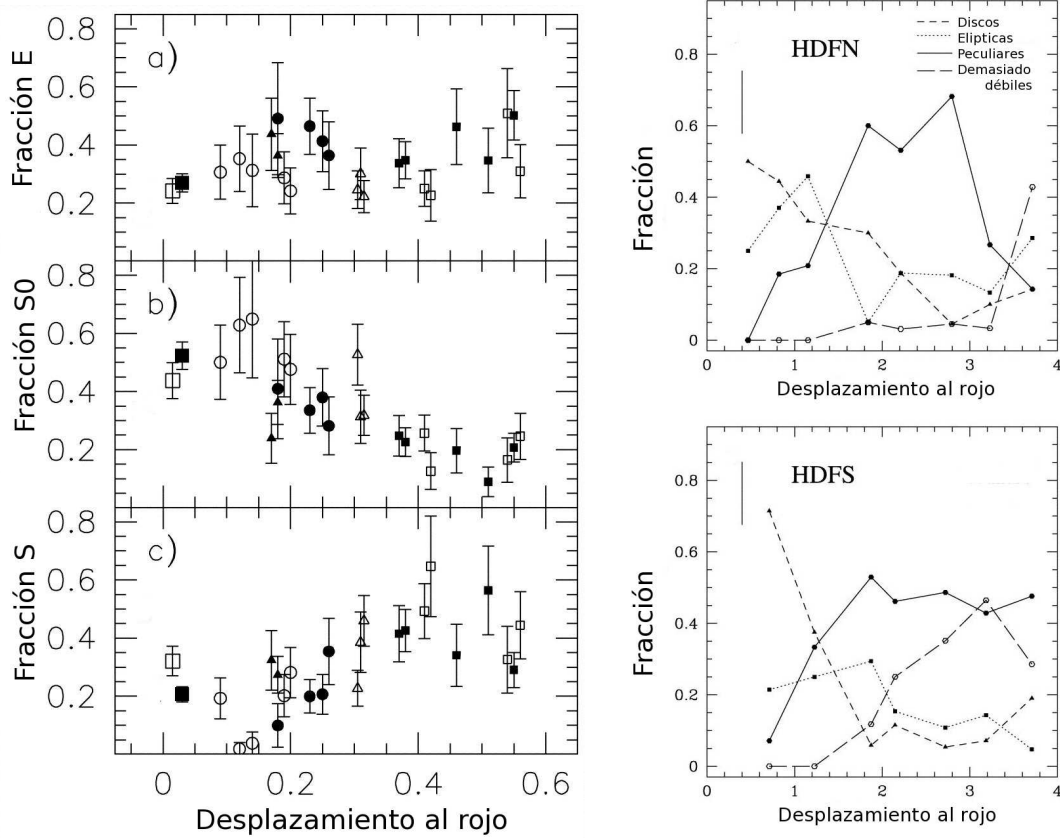 a)
Fracción E
0.8
0.6
0.4
0.2
b)
Fracción S0
0.8
0.6
0.4
0.2
c)
Fracción S
0.8
0.6
0.4
0.2
0 0.2 0.4 0.6
Desplazamiento al rojo
HDFN
Discos
Elipticas
Peculiares
Demasiado
débiles
Fracción
0.8
0.6
0.4
0.2
0
0 1 2 3 4
Desplazamiento al rojo
HDFS
Fracción
0.8
0.6
0.4
0.2
0
0 1 2 3 4
Desplazamiento al rojo